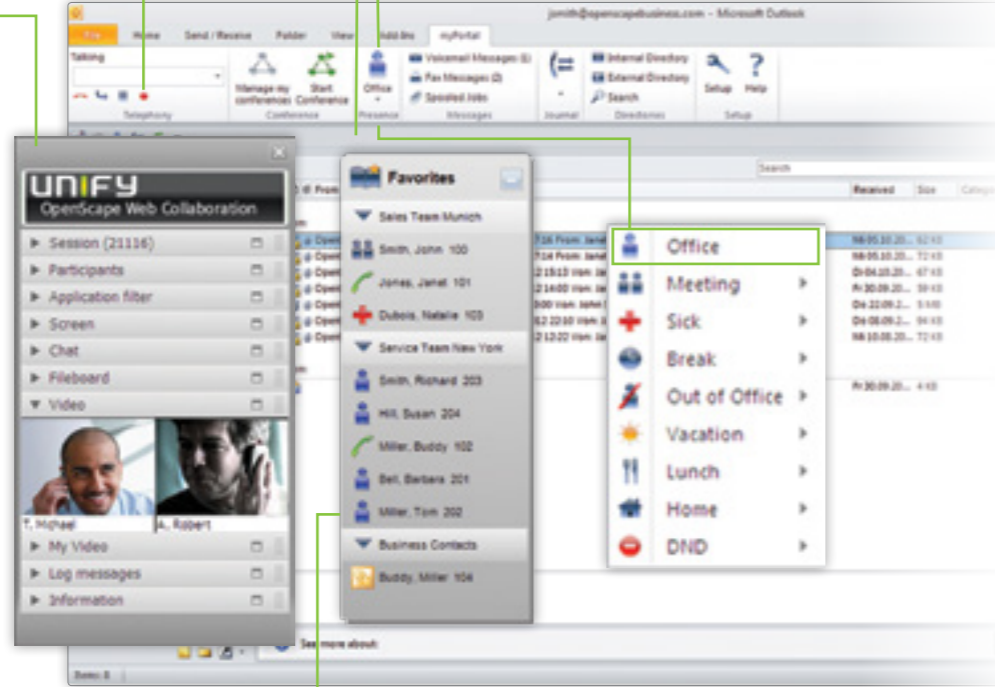 jsmith@openscapebusiness.com - Microsoft Outlook
File Home Send / Receive Folder View Add-Ins myPortal
Talking
Manage my conferences
Start Conference
Office
Voicemail Messages
Fax Messages (2)
Spooled Jobs
Internal Directory
External Directory
Search
Setup
Help
Telephony Conference Presence Messages Journal Directories Setup
Search
From
Received Size
UNIFY
OpenScape Web Collaboration
Session (21116)
Participants
Application filter
Screen
Chat
Fileboard
Video
T, Michael
A, Robert
My Video
Log messages
Information
Favorites
Sales Team Munich
Smith, John 100
Jones, Janet 101
Dubois, Natalie 103
Service Team New York
Smith, Richard 203
Hill, Susan 204
Miller, Buddy 102
Bell, Barbara 201
Miller, Tom 202
Business Contacts
Buddy, Miller 104
Office
Meeting
Sick
Break
Out of Office
Vacation
Lunch
Home
DND
See more about:
Items: 8